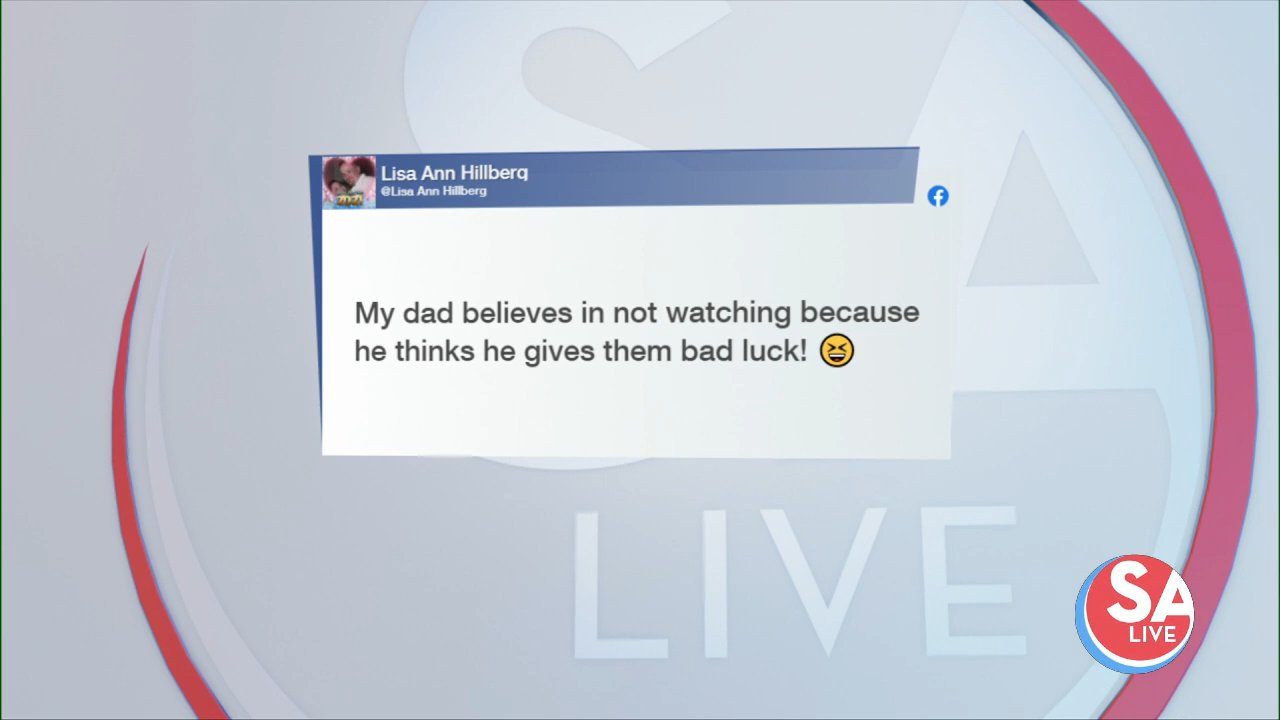 Lisa Ann Hillberg
@Lisa Ann Hillberg
My dad believes in not watching because
he thinks he gives them bad luck! 😆
SA
LIVE
SA
LIVE